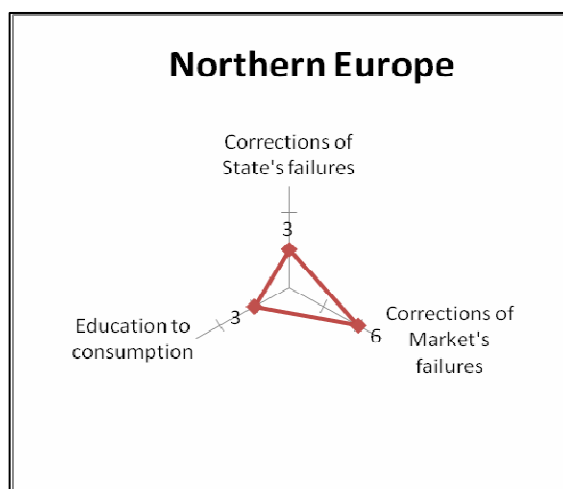 Northern Europe
Corrections of
State's failures
3
3
Education to
consumption
Corrections of
Market's
failures
6